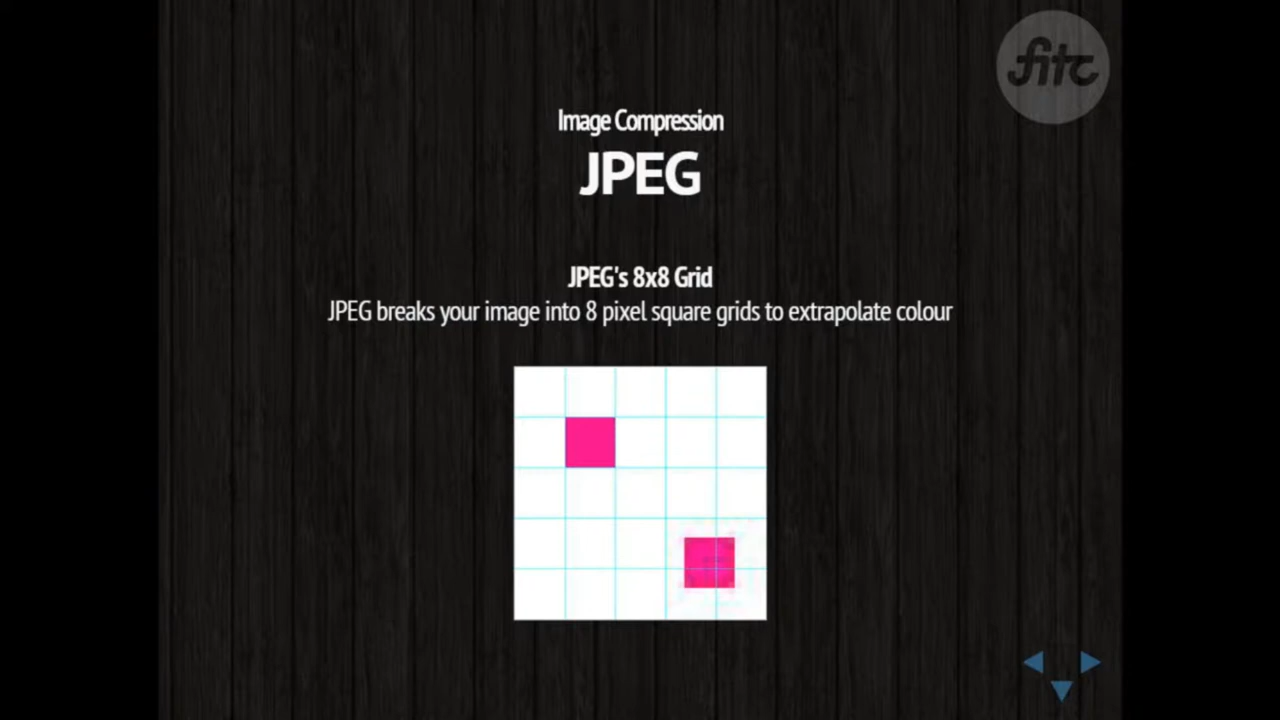 fitc
Image Compression
JPEG
JPEG's 8x8 Grid
JPEG breaks your image into 8 pixel square grids to extrapolate colour